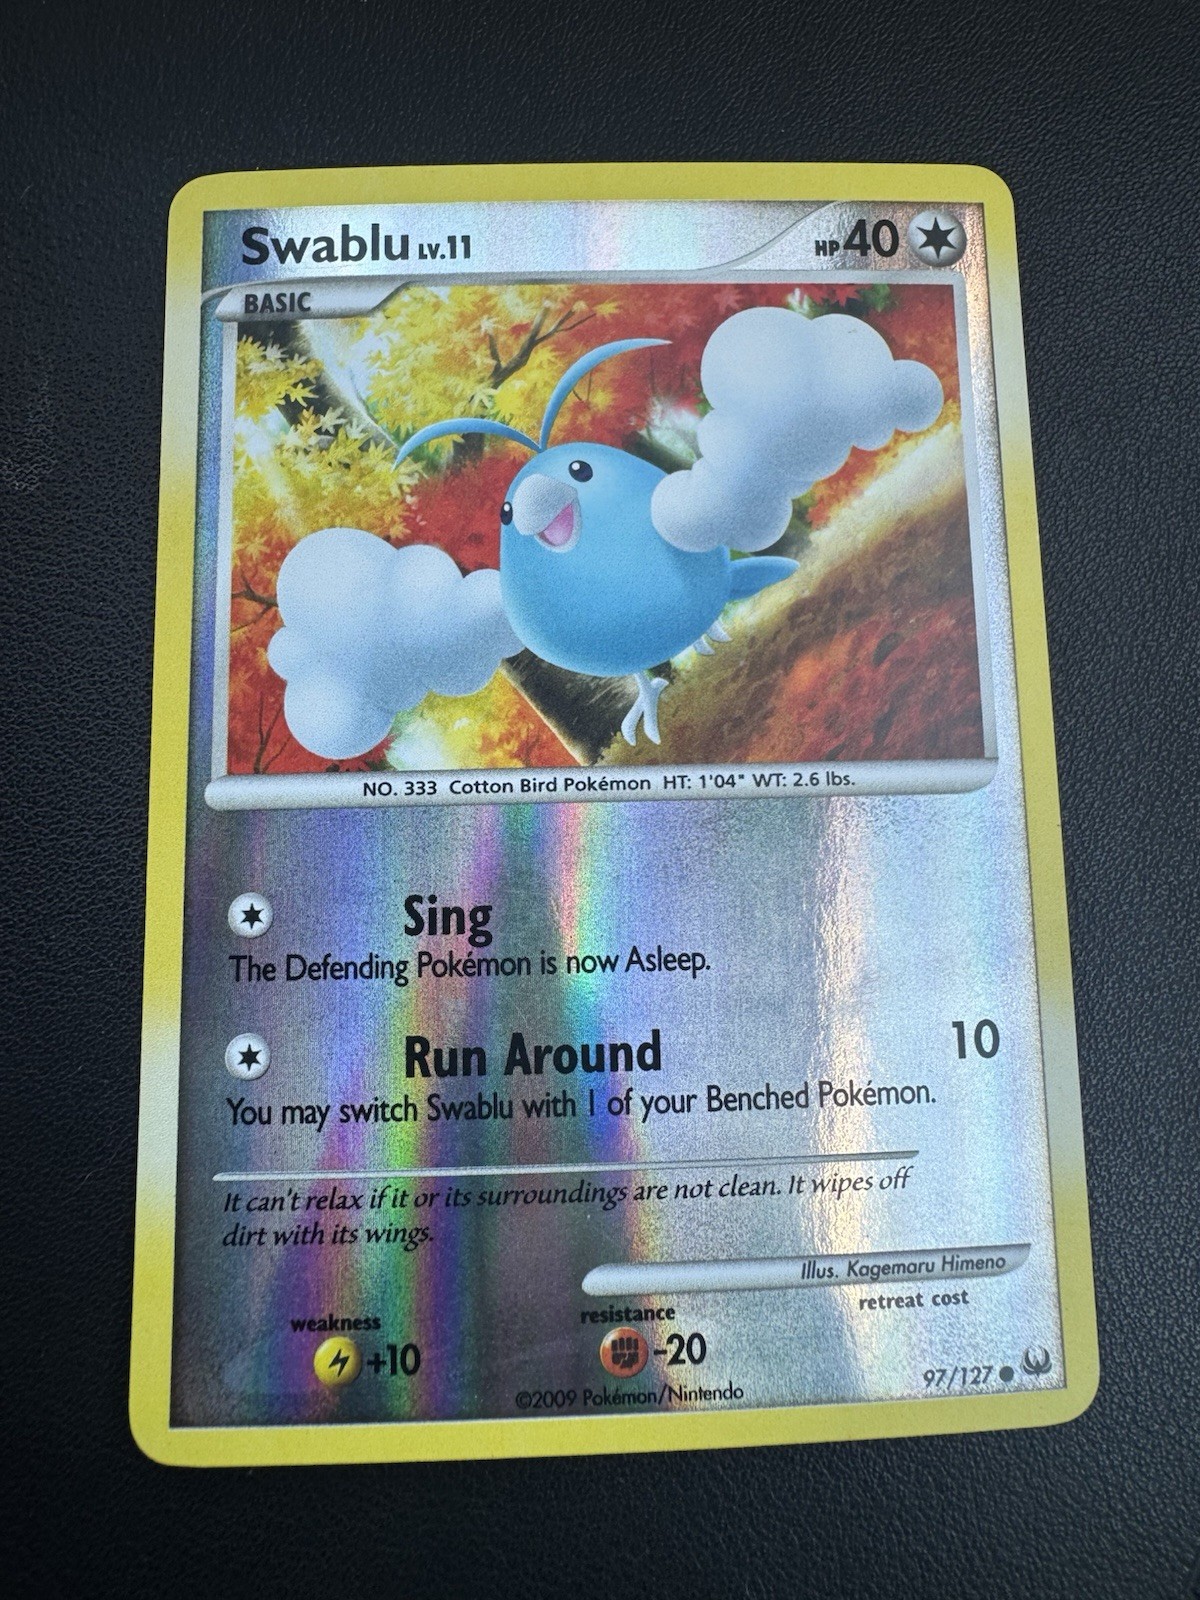 Swablu LV.11
HP 40
BASIC
NO. 333 Cotton Bird Pokémon HT: 1'04" WT: 2.6 lbs.
Sing
The Defending Pokémon is now Asleep.
Run Around 10
You may switch Swablu with 1 of your Benched Pokémon.
It can't relax if it or its surroundings are not clean. It wipes off
dirt with its wings.
Illus. Kagemaru Himeno
weakness resistance retreat cost
+10 -20
©2009 Pokémon/Nintendo 97/127